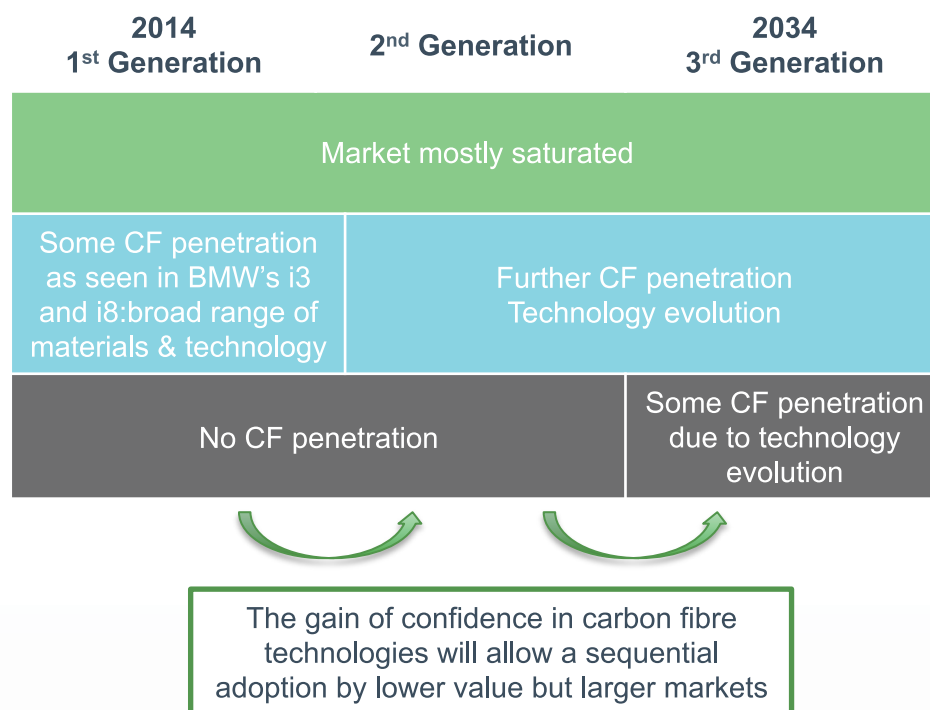 2014
1st Generation
2nd Generation
2034
3rd Generation
Market mostly saturated
Some CF penetration
as seen in BMW's i3
and i8:broad range of
materials & technology
Further CF penetration
Technology evolution
No CF penetration
Some CF penetration
due to technology
evolution
The gain of confidence in carbon fibre
technologies will allow a sequential
adoption by lower value but larger markets